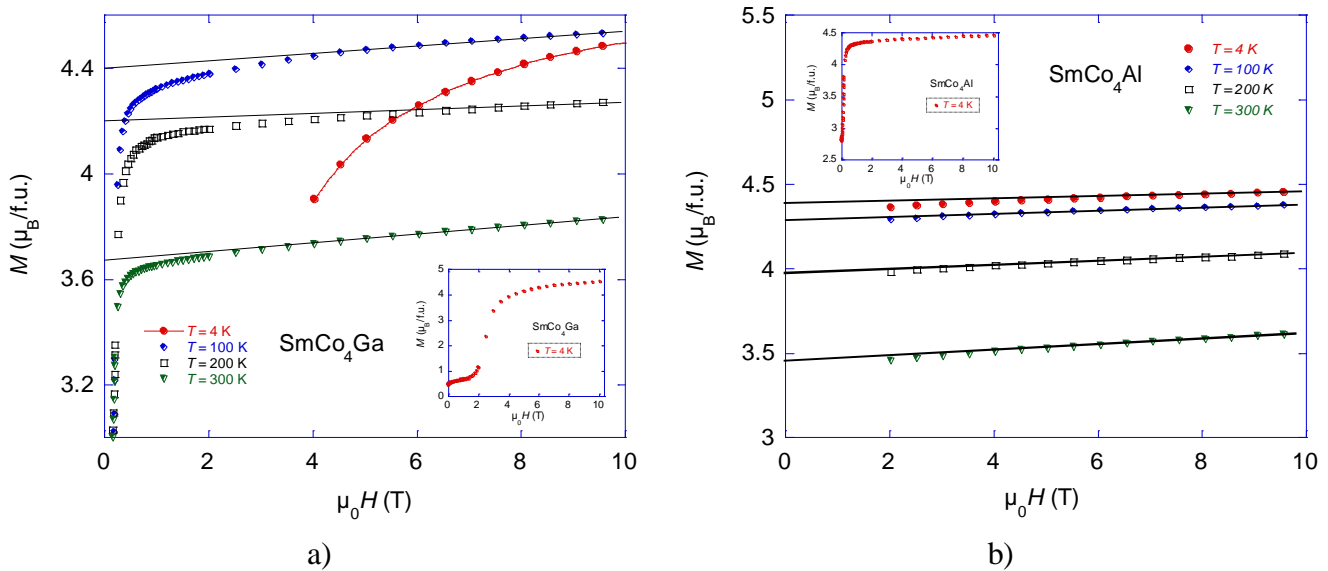 3.2
3.6
4
4.4
0
2
4
6
8
10
T = 4 K
T = 100 K
T = 200 K
T = 300 K
M (μB/f.u.)
μ0H (T)
SmCo4Ga
0
1
2
3
4
5
0
2
4
6
8
10
SmCo4Ga
T = 4 K
M (μB/f.u.)
μ0H (T)
a)
3
3.5
4
4.5
5
5.5
0
2
4
6
8
10
T = 4 K
T = 100 K
T = 200 K
T = 300 K
M (μB/f.u.)
μ0H (T)
SmCo4Al
2.5
3
3.5
4
4.5
0
2
4
6
8
10
SmCo4Al
T = 4 K
M (μB/f.u.)
μ0H (T)
b)